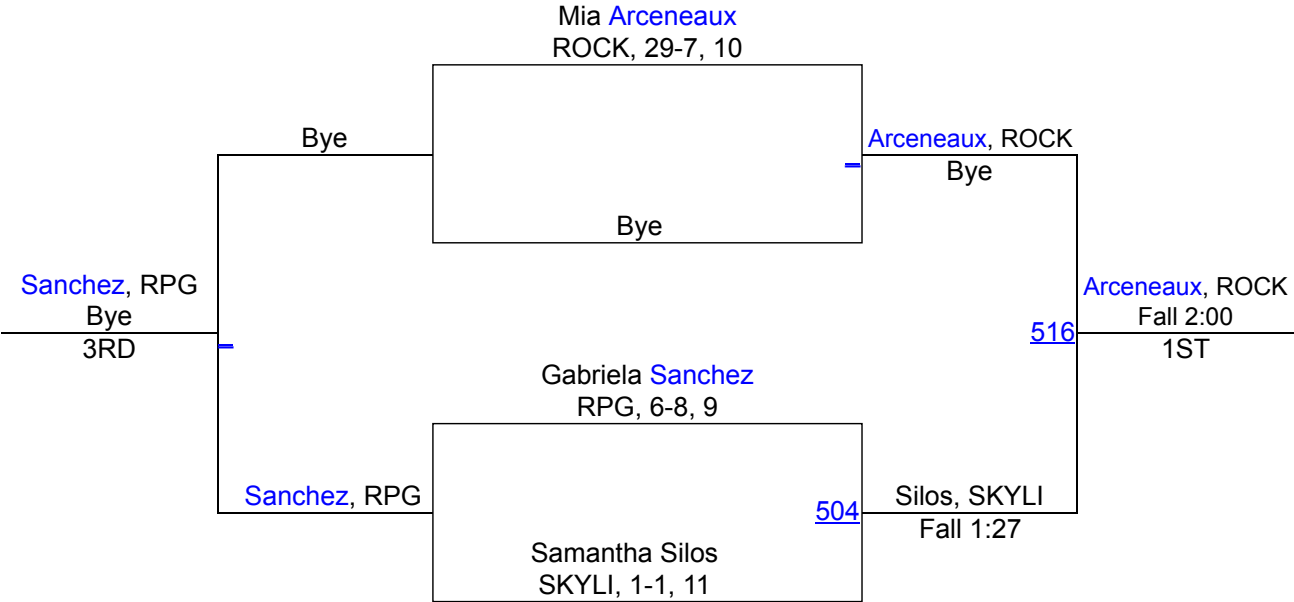 Mia Arceneaux
ROCK, 29-7, 10
Bye
Arceneaux, ROCK
Bye
Bye
Sanchez, RPG
Bye
3RD
Arceneaux, ROCK
Fall 2:00
516
1ST
Gabriela Sanchez
RPG, 6-8, 9
Sanchez, RPG
504
Silos, SKYLI
Fall 1:27
Samantha Silos
SKYLI, 1-1, 11